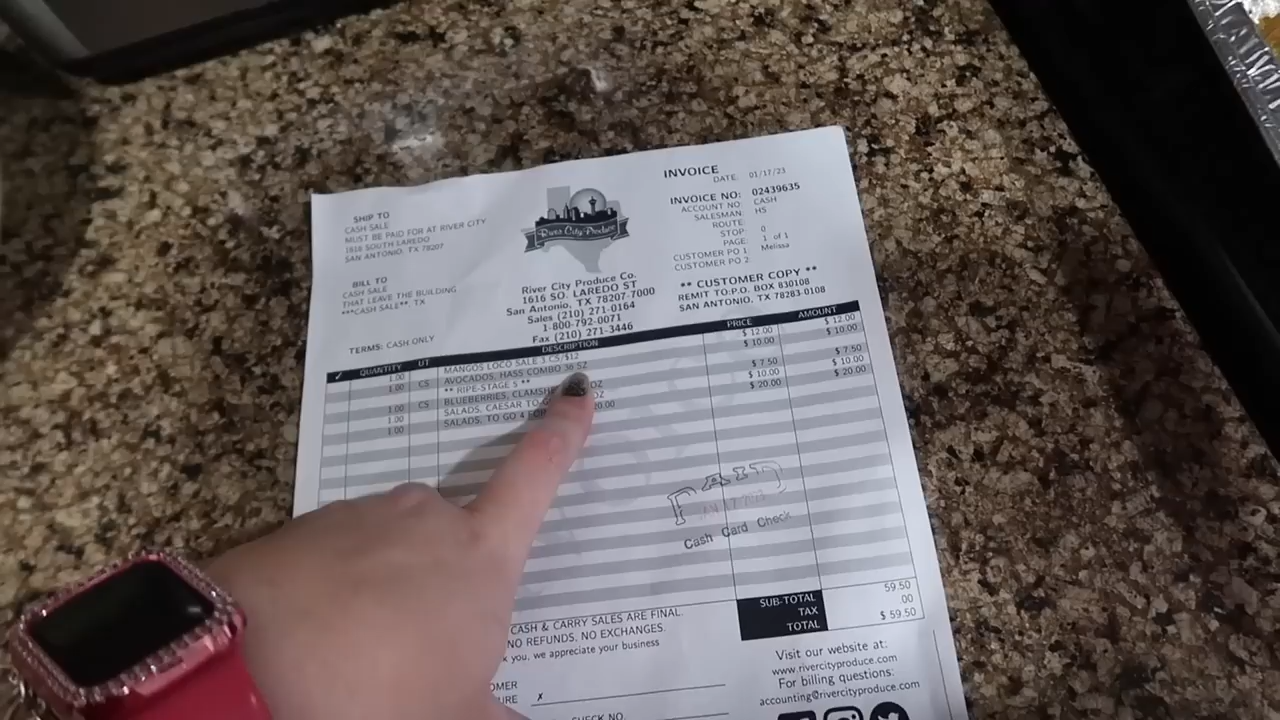 INVOICE
DATE: 01/17/23
INVOICE NO: 02439635
ACCOUNT NO CASH
SALESMAN: HS
ROUTE:
STOP: 0
PAGE: 1 of 1
CUSTOMER PO 1: Melissa
CUSTOMER PO 2:
SHIP TO
CASH SALE
MUST BE PAID FOR AT RIVER CITY
1616 SOUTH LAREDO
SAN ANTONIO, TX 78207
River City Produce
BILL TO
CASH SALE
THAT LEAVE THE BUILDING
***CASH SALE**, TX
River City Produce Co.
1616 SO. LAREDO ST
San Antonio, TX 78207-7000
Sales (210) 271-0164
1-800-792-0071
Fax (210) 271-3446
** CUSTOMER COPY **
REMIT TO:P.O. BOX 830108
SAN ANTONIO, TX 78283-0108
TERMS: CASH ONLY
✓ QUANTITY UT DESCRIPTION PRICE AMOUNT
1.00 MANGOS LOCO SALE 3 CS/$12 $ 12.00 $ 12.00
1.00 CS AVOCADOS, HASS COMBO 36 SZ $ 10.00 $ 10.00
** RIPE-STAGE 5 **
1.00 CS BLUEBERRIES, OZ $ 7.50 $ 7.50
1.00 SALADS, CAESAR OZ $ 10.00 $ 10.00
1.00 SALADS, TO GO 4 20.00 $ 20.00 $ 20.00
PAID
Cash Card Check
SUB-TOTAL 59.50
TAX 00
TOTAL $ 59.50
CASH & CARRY SALES ARE FINAL.
NO REFUNDS, NO EXCHANGES.
we appreciate your business
Visit our website at:
www.rivercityproduce.com
For billing questions:
accounting@rivercityproduce.com
X
CHECK NO.